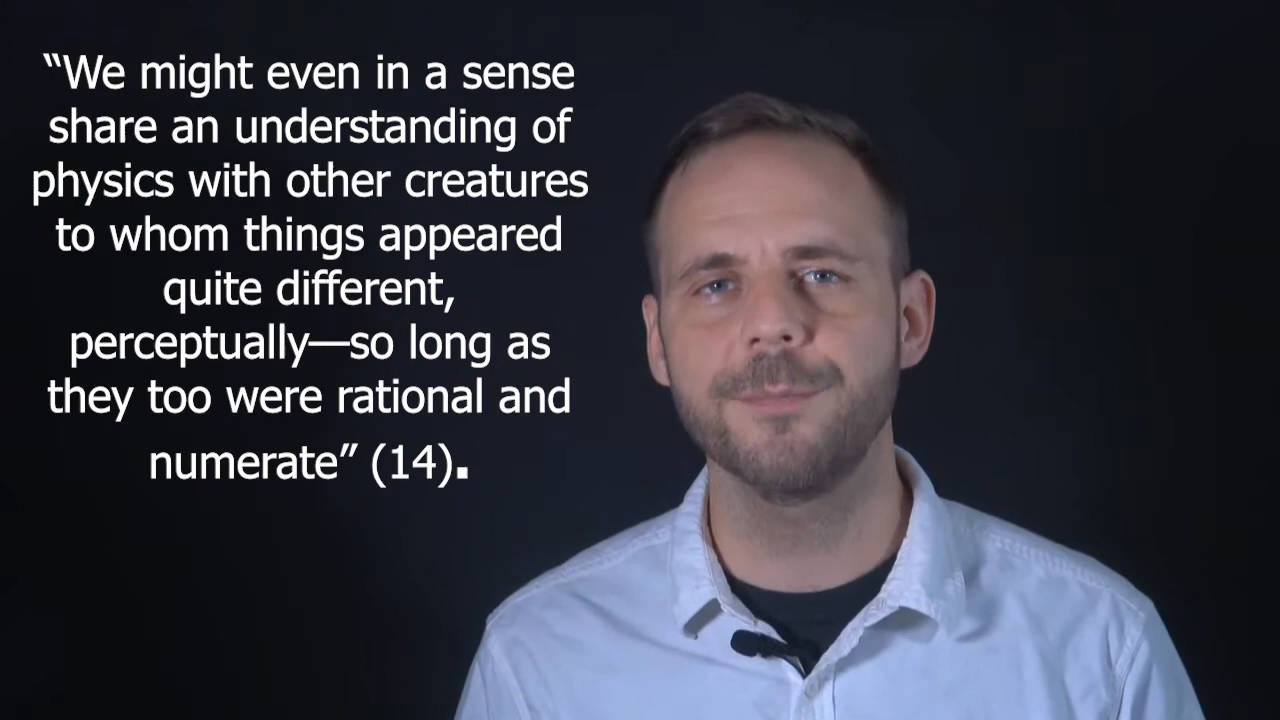 “We might even in a sense
share an understanding of
physics with other creatures
to whom things appeared
quite different,
perceptually—so long as
they too were rational and
numerate” (14).